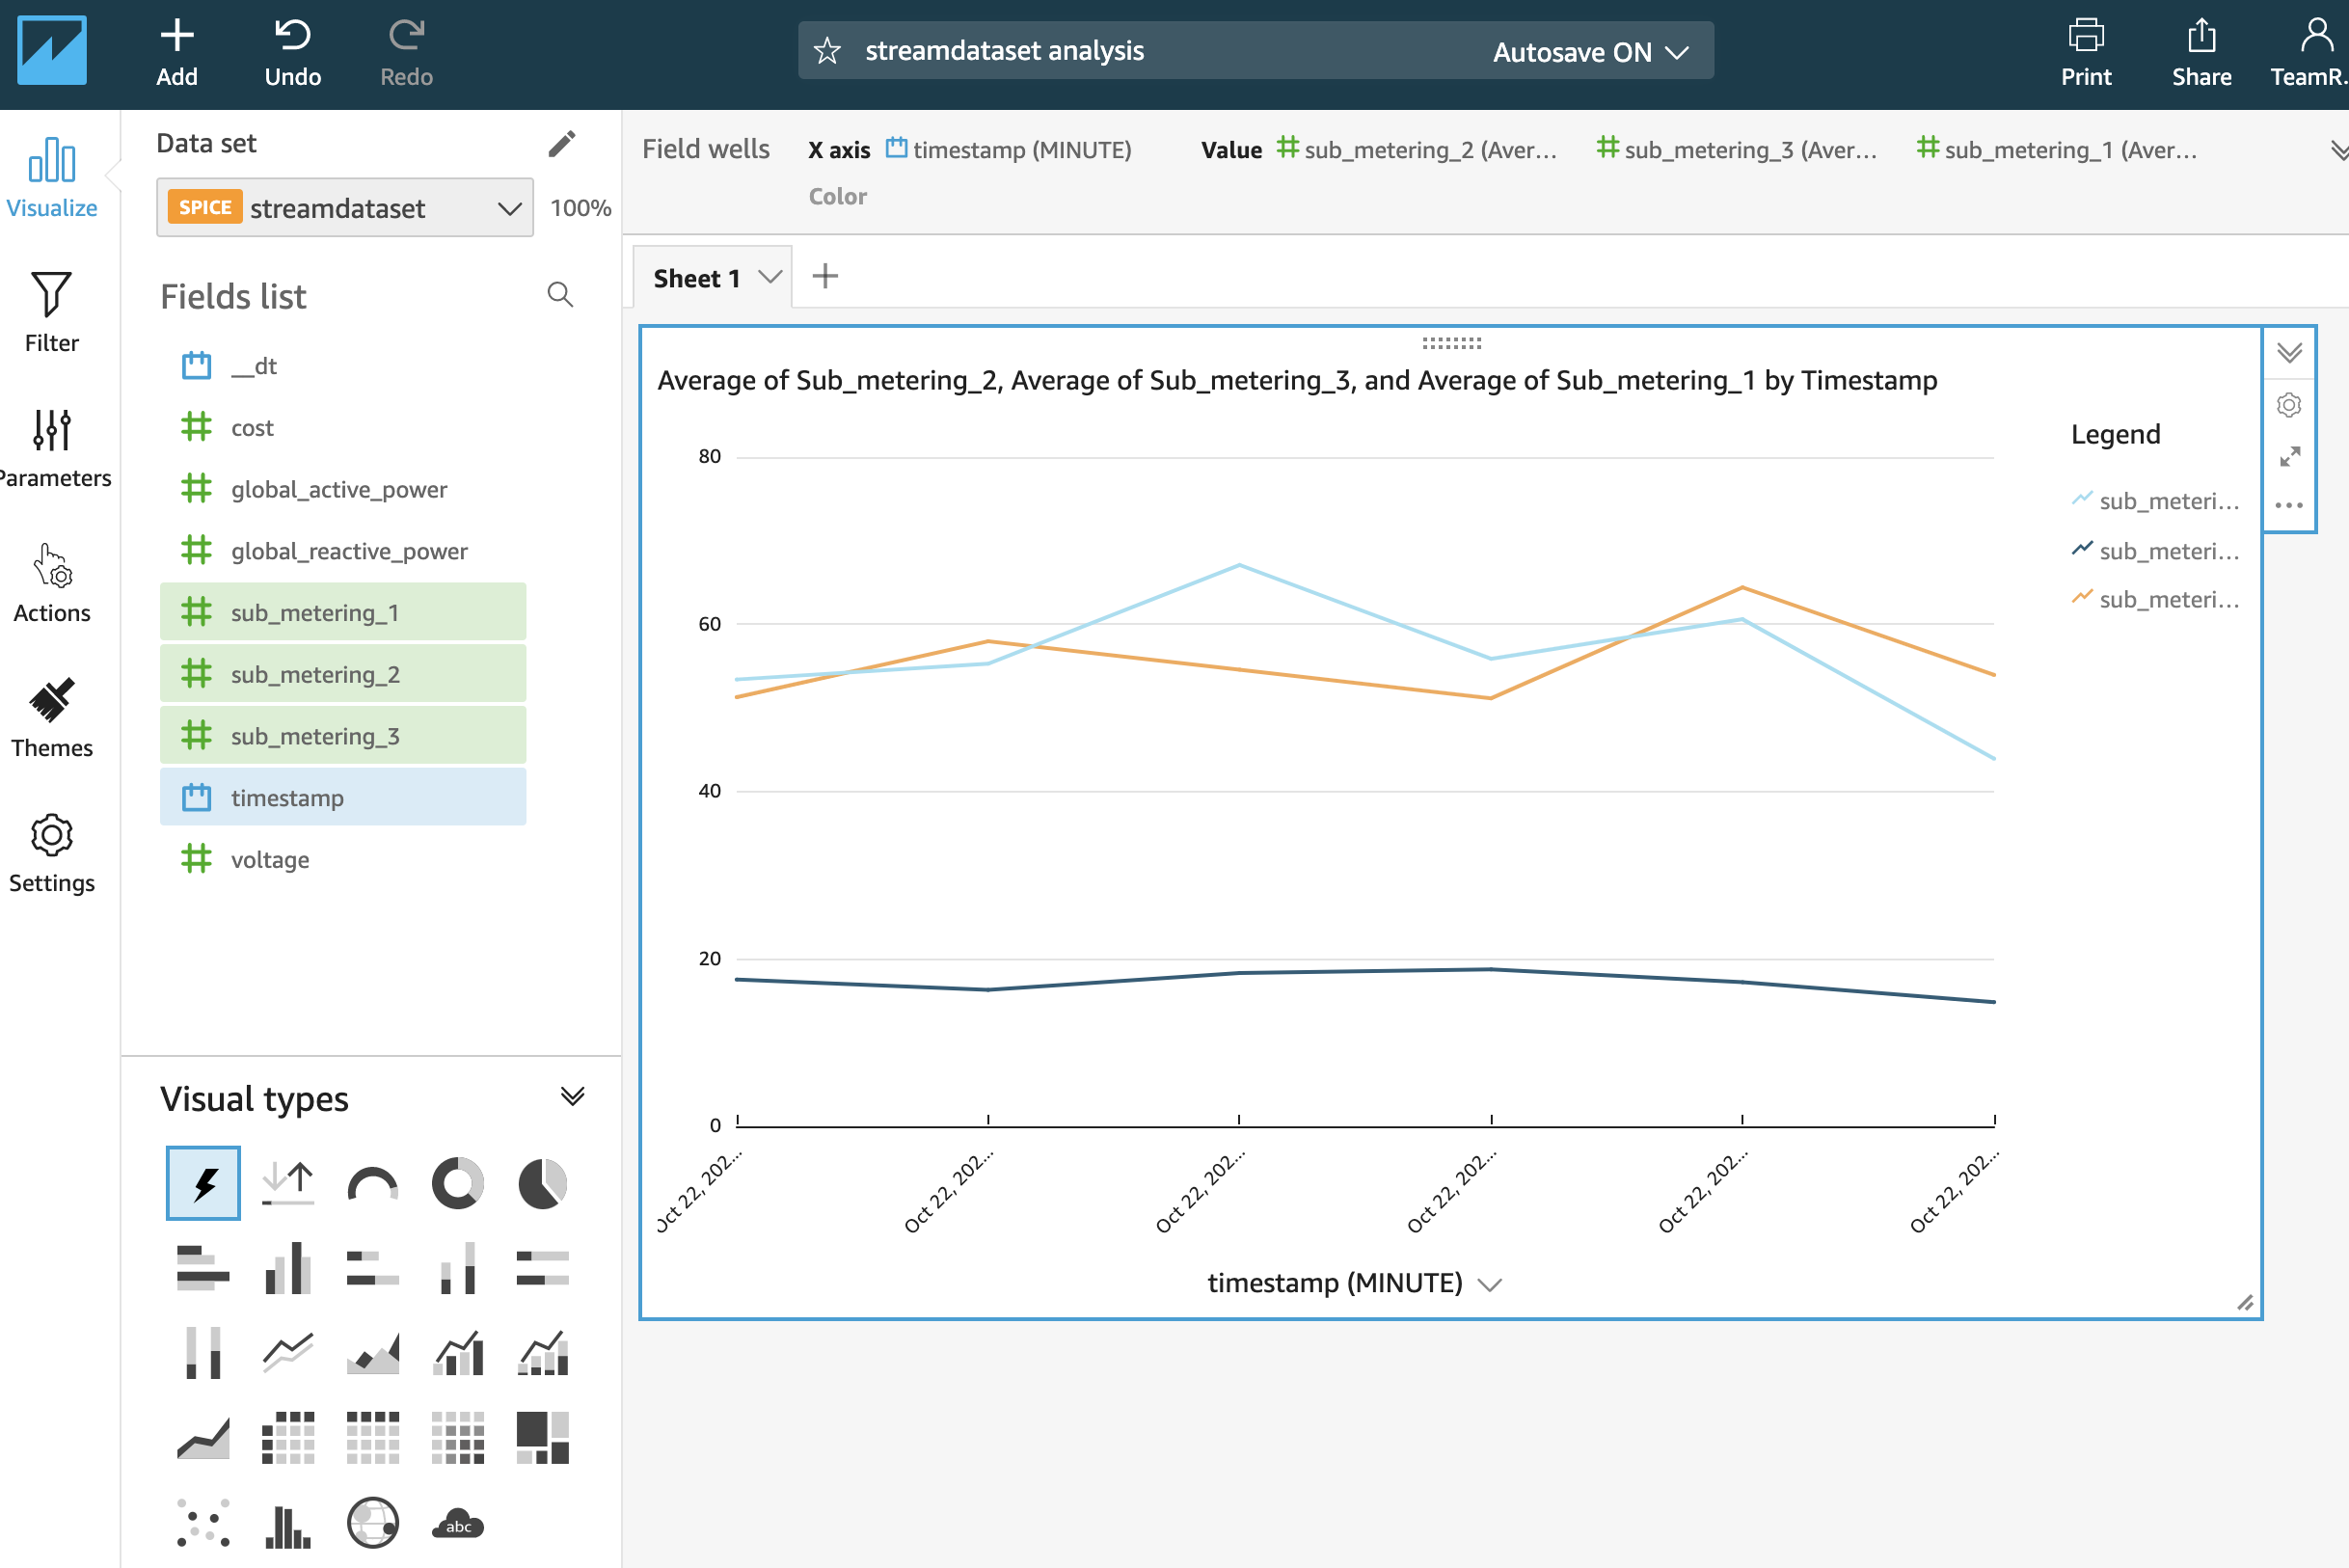 Add
Undo
Redo
streamdataset analysis
Autosave ON
Print
Share
TeamR.
Visualize
Filter
Parameters
Actions
Themes
Settings
Data set
SPICE streamdataset 100%
Fields list
__dt
cost
global_active_power
global_reactive_power
sub_metering_1
sub_metering_2
sub_metering_3
timestamp
voltage
Visual types
abc
Field wells X axis timestamp (MINUTE) Value sub_metering_2 (Aver... sub_metering_3 (Aver... sub_metering_1 (Aver...
Color
Sheet 1
Average of Sub_metering_2, Average of Sub_metering_3, and Average of Sub_metering_1 by Timestamp
80
60
40
20
0
Oct 22, 202...
Oct 22, 202...
Oct 22, 202...
Oct 22, 202...
Oct 22, 202...
Oct 22, 202...
timestamp (MINUTE)
Legend
sub_meteri...
sub_meteri...
sub_meteri...